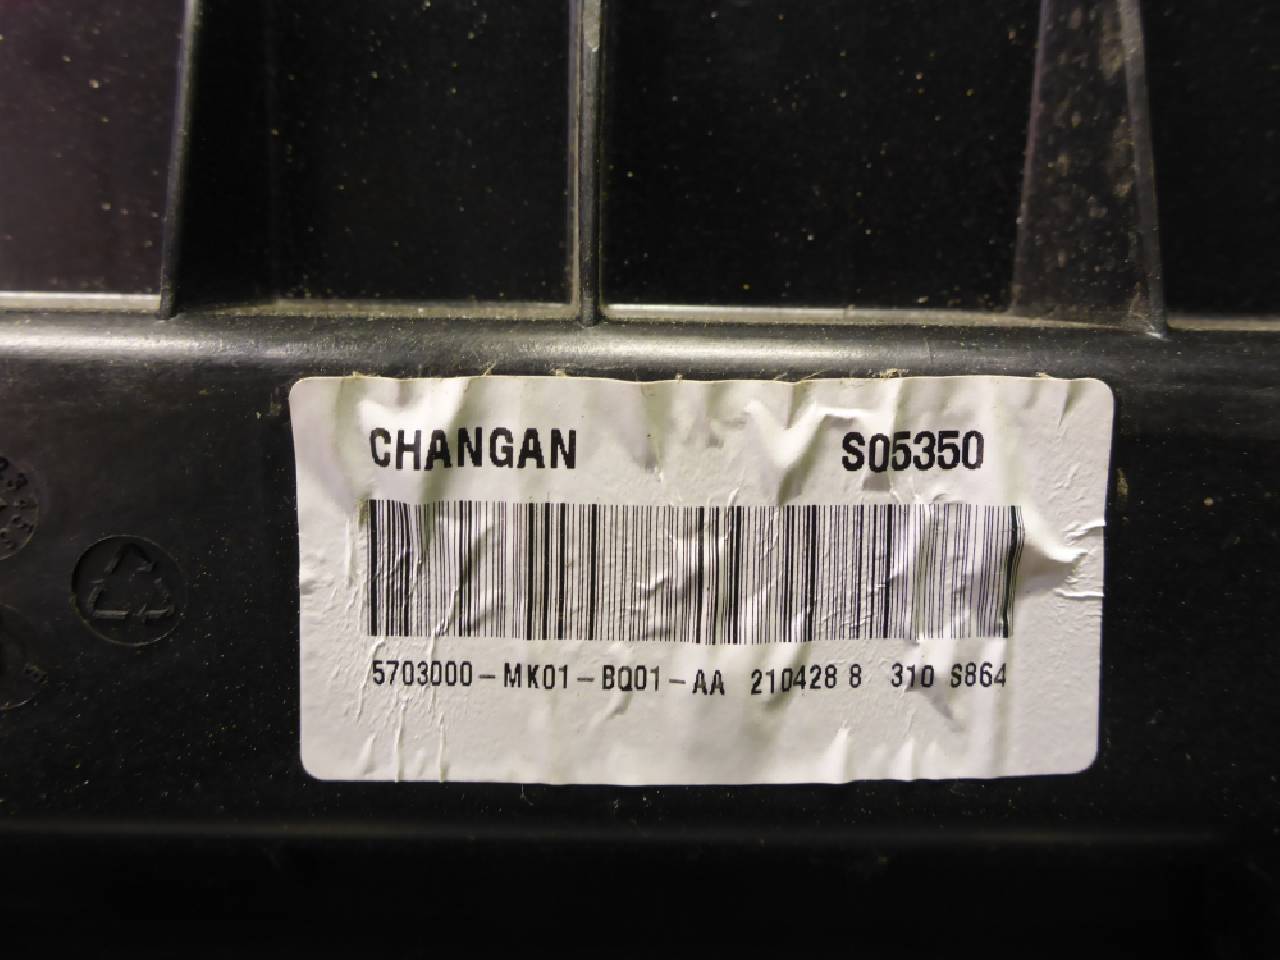 CHANGAN S05350
5703000-MK01-BQ01-AA 210428 8 310 S864